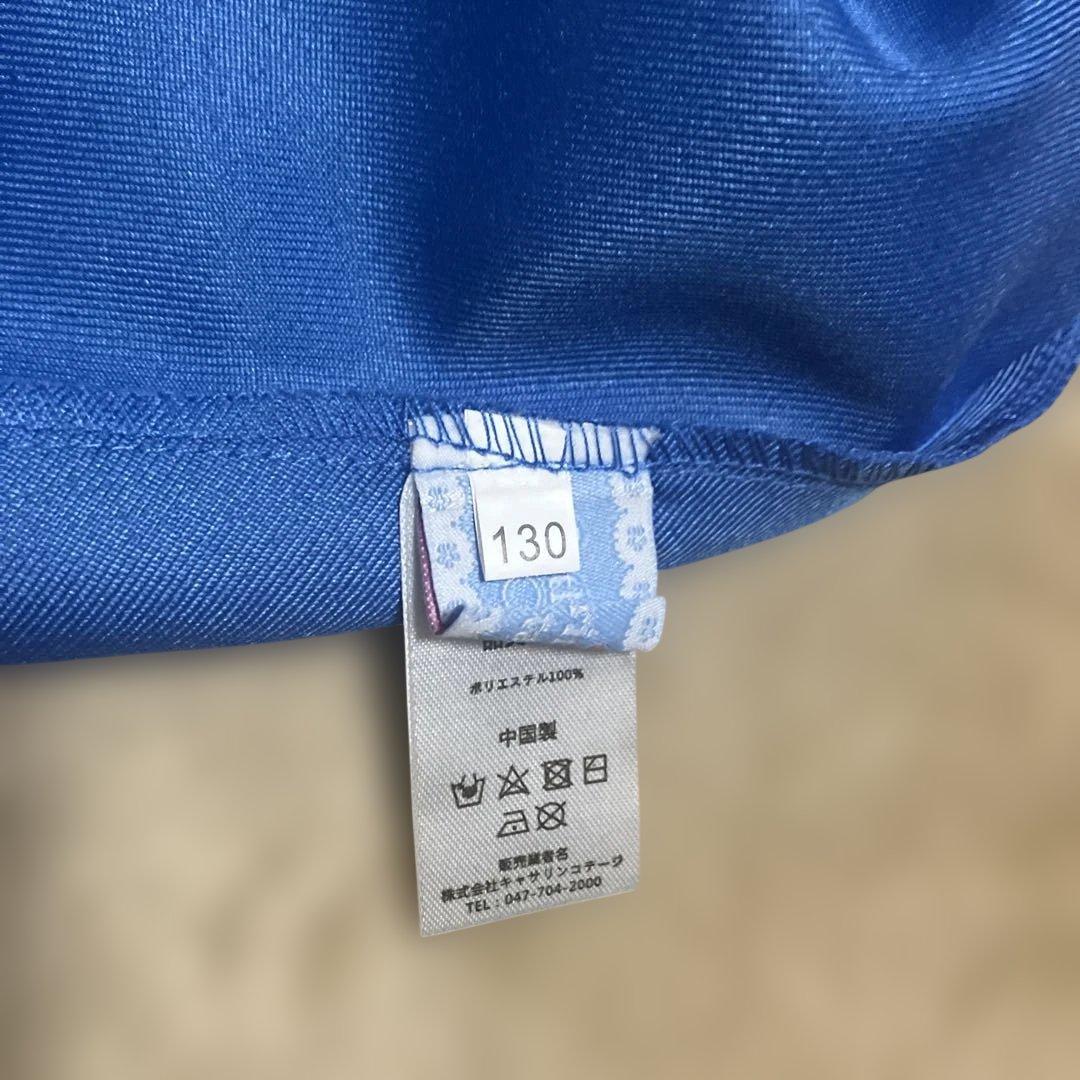 130
ポリエステル100%
中国製
販売業者名
株式会社キャサリンコテージ
TEL : 047-704-2000